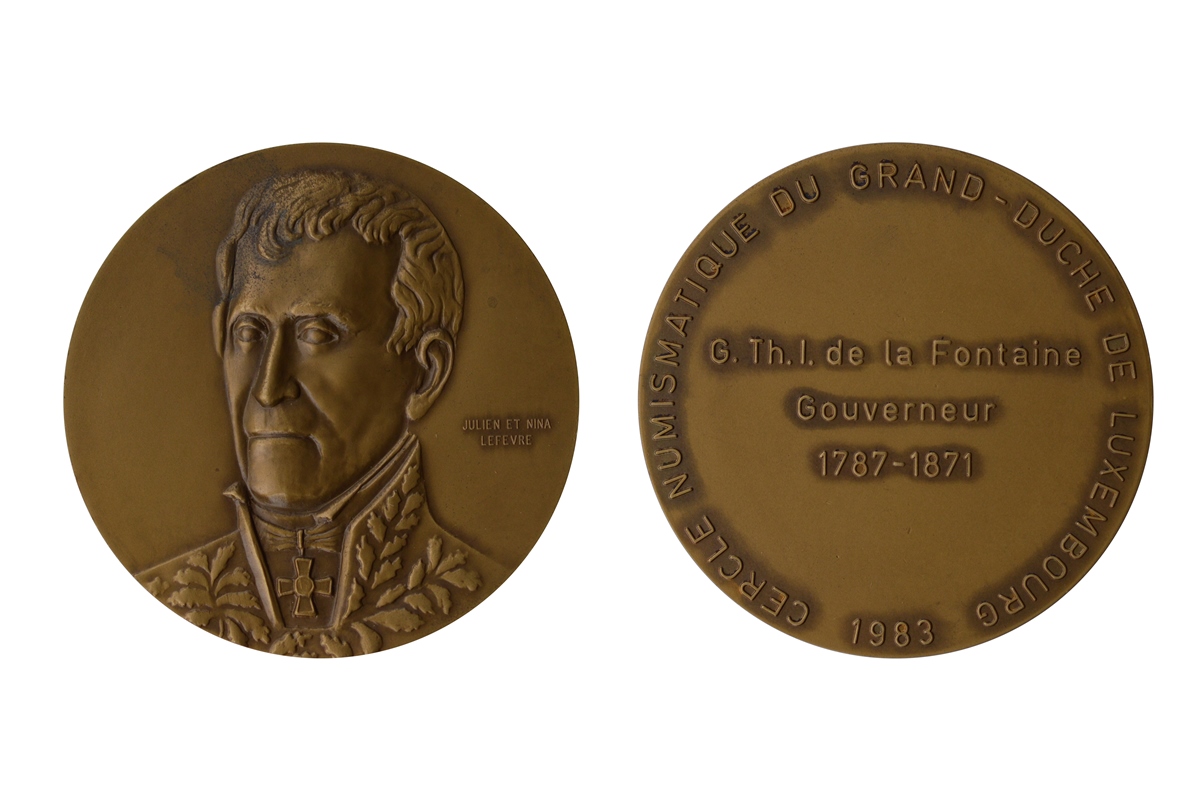 JULIEN ET NINA
LEFEVRE
CERCLE NUMISMATIQUE DU GRAND-DUCHE DE LUXEMBOURG
G. Th. I. de la Fontaine
Gouverneur
1787-1871
1983